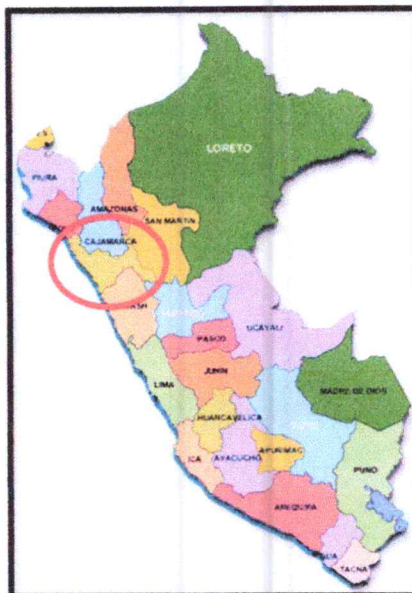 LORETO
PIURA
AMAZONAS
SAN MARTIN
CAJAMARCA
UCAYALI
PASCO
JUNIN
LIMA
MADRE DE DIOS
HUANCAVELICA
ICA
AYACUCHO
APURIMAC
PUNO
AREQUIPA
TACNA